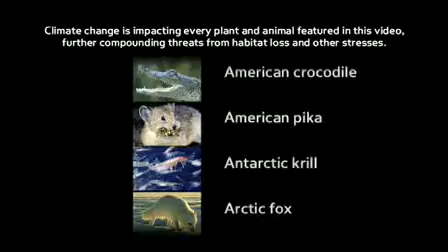 Climate change is impacting every plant and animal featured in this video,
further compounding threats from habitat loss and other stresses.
American crocodile
American pika
Antarctic krill
Arctic fox